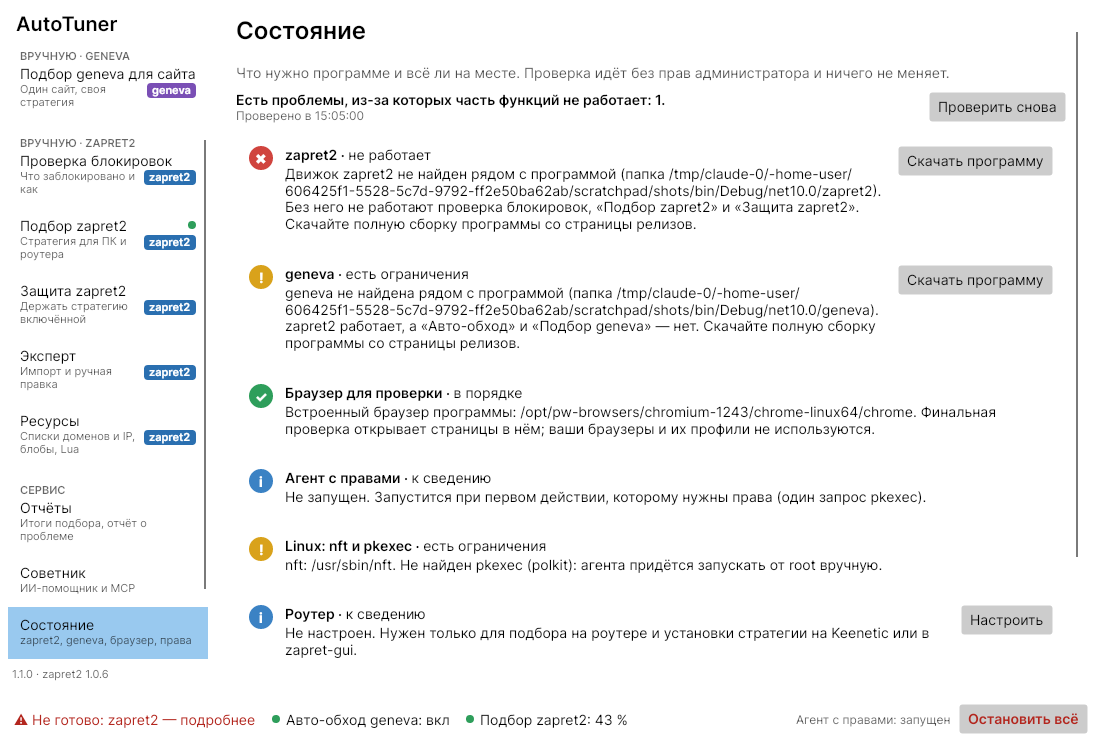 AutoTuner
ВРУЧНУЮ · GENEVA
Подбор geneva для сайта
Один сайт, своя
стратегия
geneva
ВРУЧНУЮ · ZAPRET2
Проверка блокировок
Что заблокировано и
как
zapret2
Подбор zapret2
Стратегия для ПК и
роутера
zapret2
Защита zapret2
Держать стратегию
включённой
zapret2
Эксперт
Импорт и ручная
правка
zapret2
Ресурсы
Списки доменов и IP,
блобы, Lua
zapret2
СЕРВИС
Отчёты
Итоги подбора, отчёт о
проблеме
Советник
ИИ-помощник и MCP
Состояние
zapret2, geneva, браузер, права
1.1.0 · zapret2 1.0.6
Состояние
Что нужно программе и всё ли на месте. Проверка идёт без прав администратора и ничего не меняет.
Есть проблемы, из-за которых часть функций не работает: 1.
Проверено в 15:05:00
Проверить снова
zapret2 · не работает
Движок zapret2 не найден рядом с программой (папка /tmp/claude-0/-home-user/
606425f1-5528-5c7d-9792-ff2e50ba62ab/scratchpad/shots/bin/Debug/net10.0/zapret2).
Без него не работают проверка блокировок, «Подбор zapret2» и «Защита zapret2».
Скачайте полную сборку программы со страницы релизов.
Скачать программу
geneva · есть ограничения
geneva не найдена рядом с программой (папка /tmp/claude-0/-home-user/
606425f1-5528-5c7d-9792-ff2e50ba62ab/scratchpad/shots/bin/Debug/net10.0/geneva).
zapret2 работает, а «Авто-обход» и «Подбор geneva» — нет. Скачайте полную сборку
программы со страницы релизов.
Скачать программу
Браузер для проверки · в порядке
Встроенный браузер программы: /opt/pw-browsers/chromium-1243/chrome-linux64/chrome. Финальная
проверка открывает страницы в нём; ваши браузеры и их профили не используются.
Агент с правами · к сведению
Не запущен. Запустится при первом действии, которому нужны права (один запрос pkexec).
Linux: nft и pkexec · есть ограничения
nft: /usr/sbin/nft. Не найден pkexec (polkit): агента придётся запускать от root вручную.
Роутер · к сведению
Не настроен. Нужен только для подбора на роутере и установки стратегии на Keenetic или в
zapret-gui.
Настроить
Не готово: zapret2 — подробнее
Авто-обход geneva: вкл
Подбор zapret2: 43 %
Агент с правами: запущен
Остановить всё